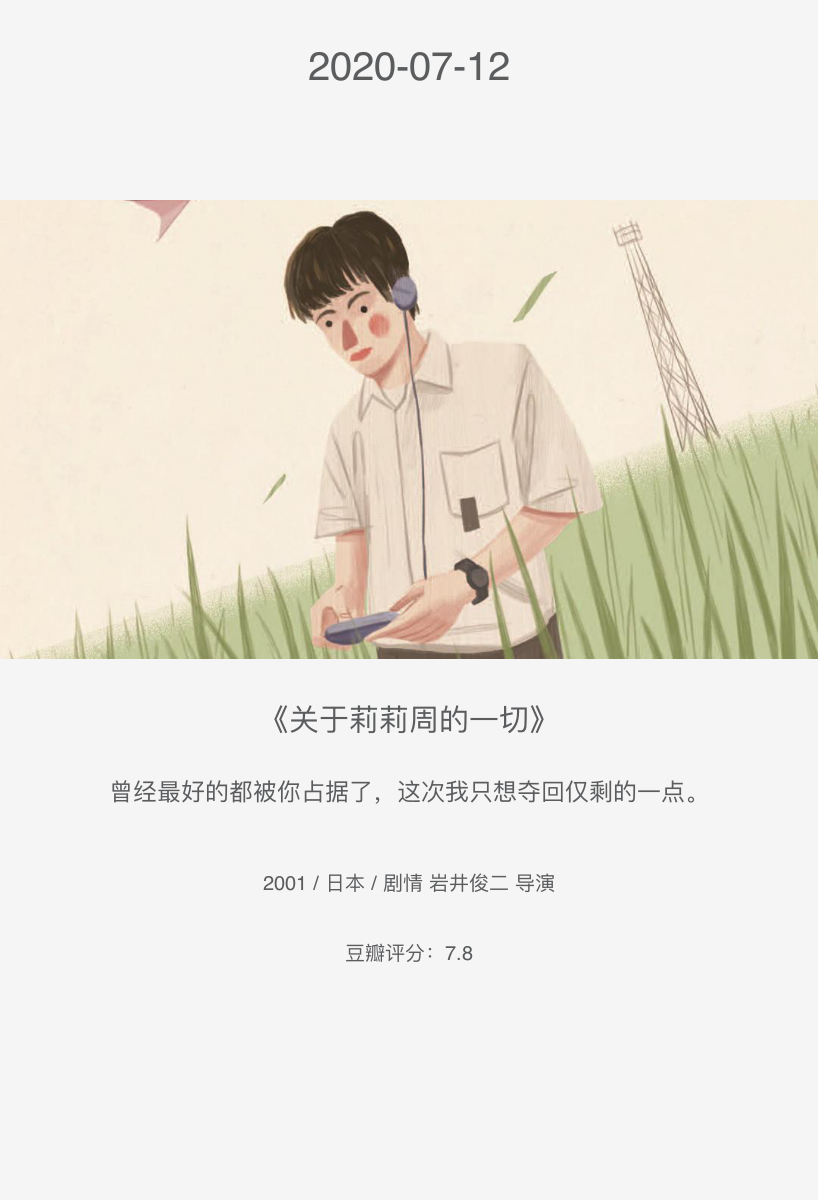 2020-07-12
《关于莉莉周的一切》
曾经最好的都被你占据了，这次我只想夺回仅剩的一点。
2001 / 日本 / 剧情 岩井俊二 导演
豆瓣评分：7.8